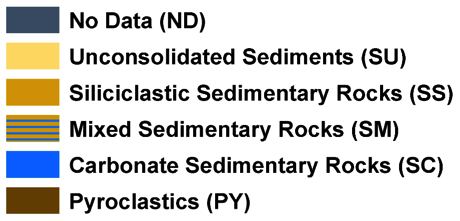 No Data (ND)
Unconsolidated Sediments (SU)
Siliciclastic Sedimentary Rocks (SS)
Mixed Sedimentary Rocks (SM)
Carbonate Sedimentary Rocks (SC)
Pyroclastics (PY)